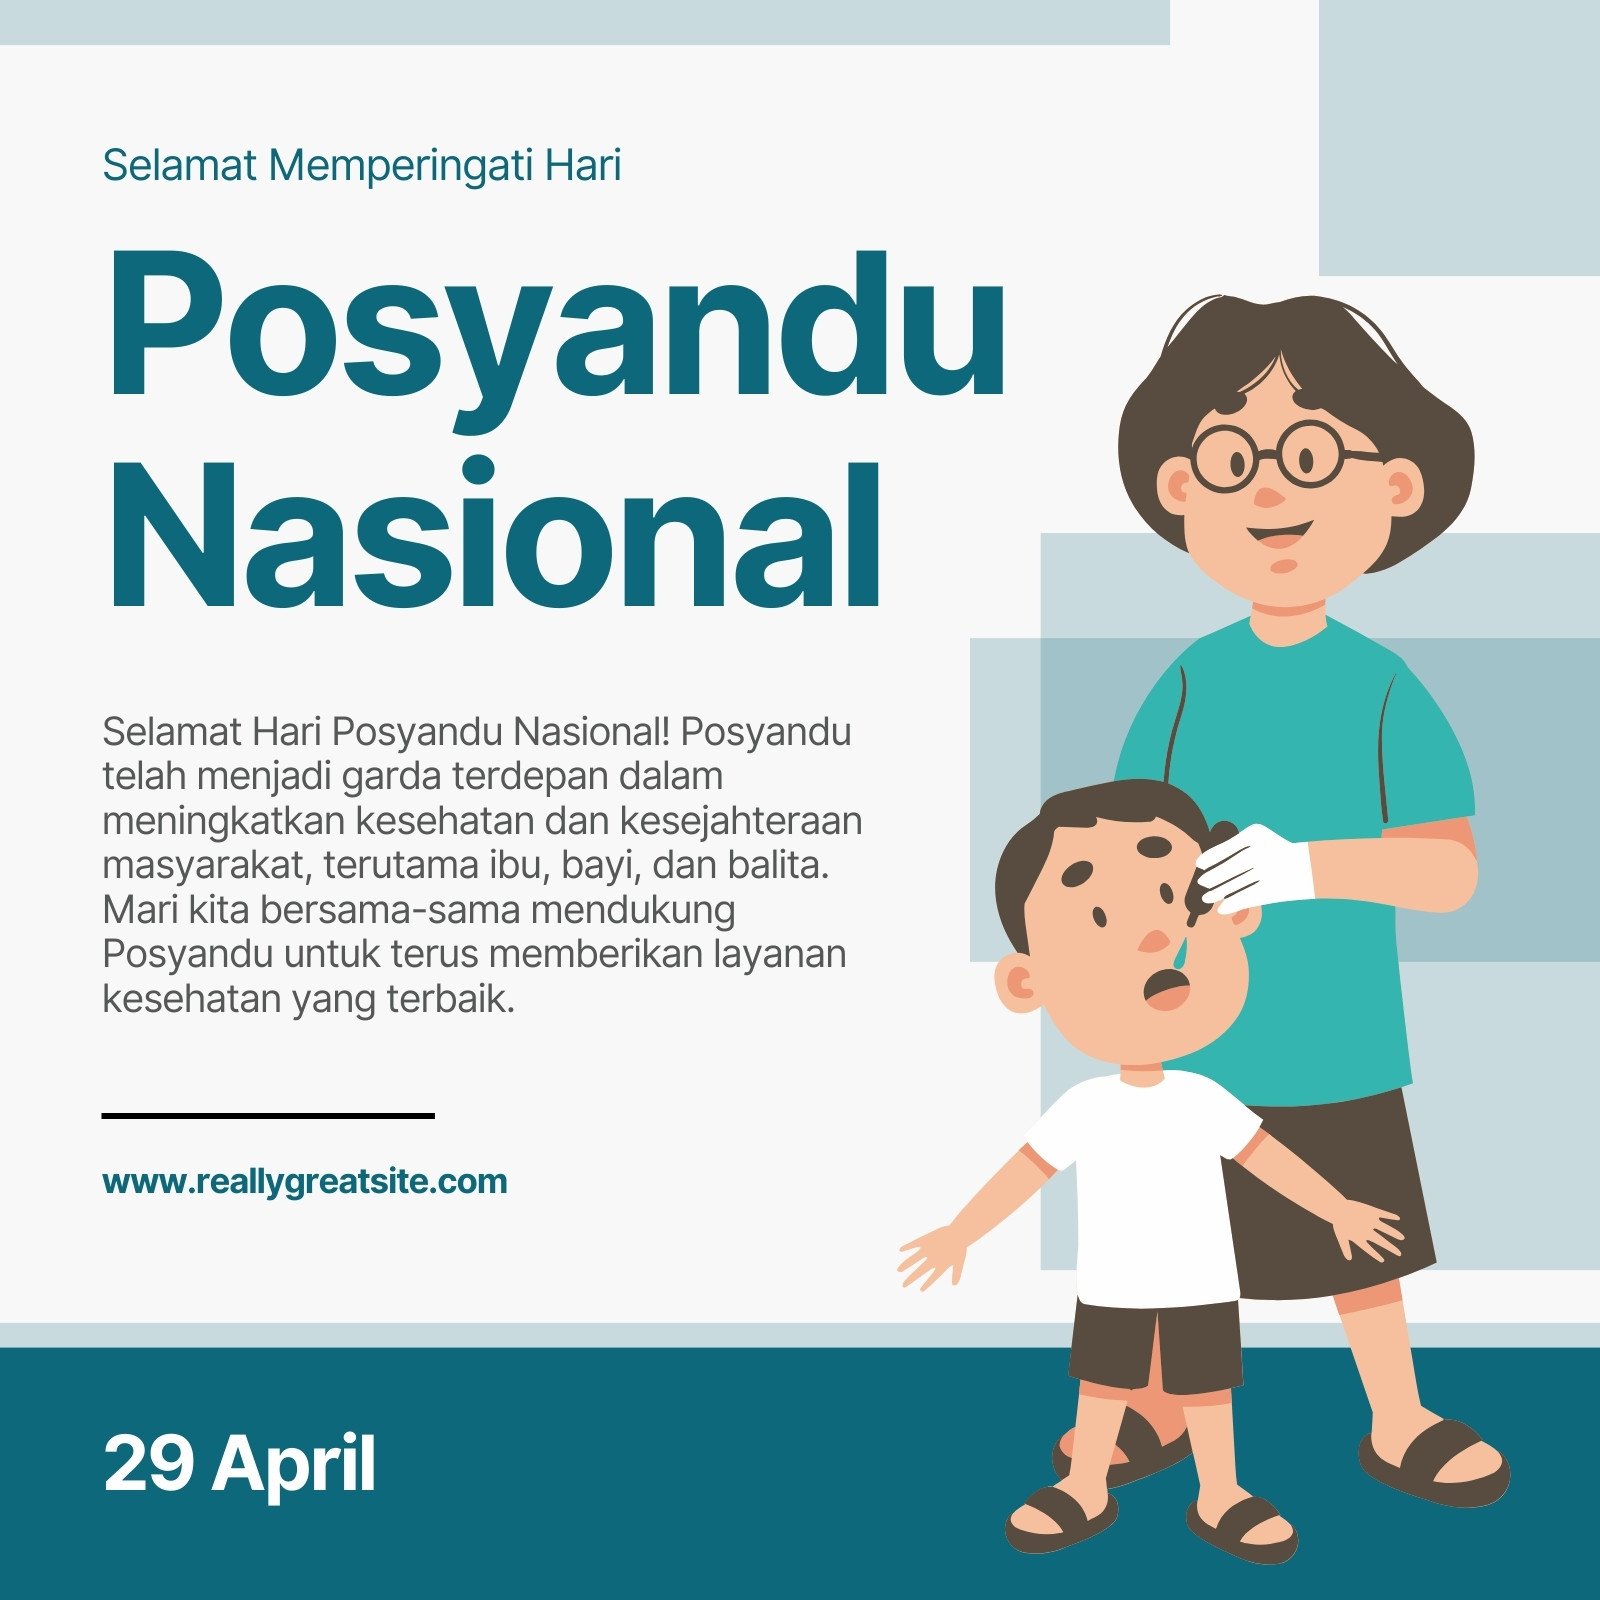 Selamat Memperingati Hari
Posyandu
Nasional
Selamat Hari Posyandu Nasional! Posyandu
telah menjadi garda terdepan dalam
meningkatkan kesehatan dan kesejahteraan
masyarakat, terutama ibu, bayi, dan balita.
Mari kita bersama-sama mendukung
Posyandu untuk terus memberikan layanan
kesehatan yang terbaik.
www.reallygreatsite.com
29 April